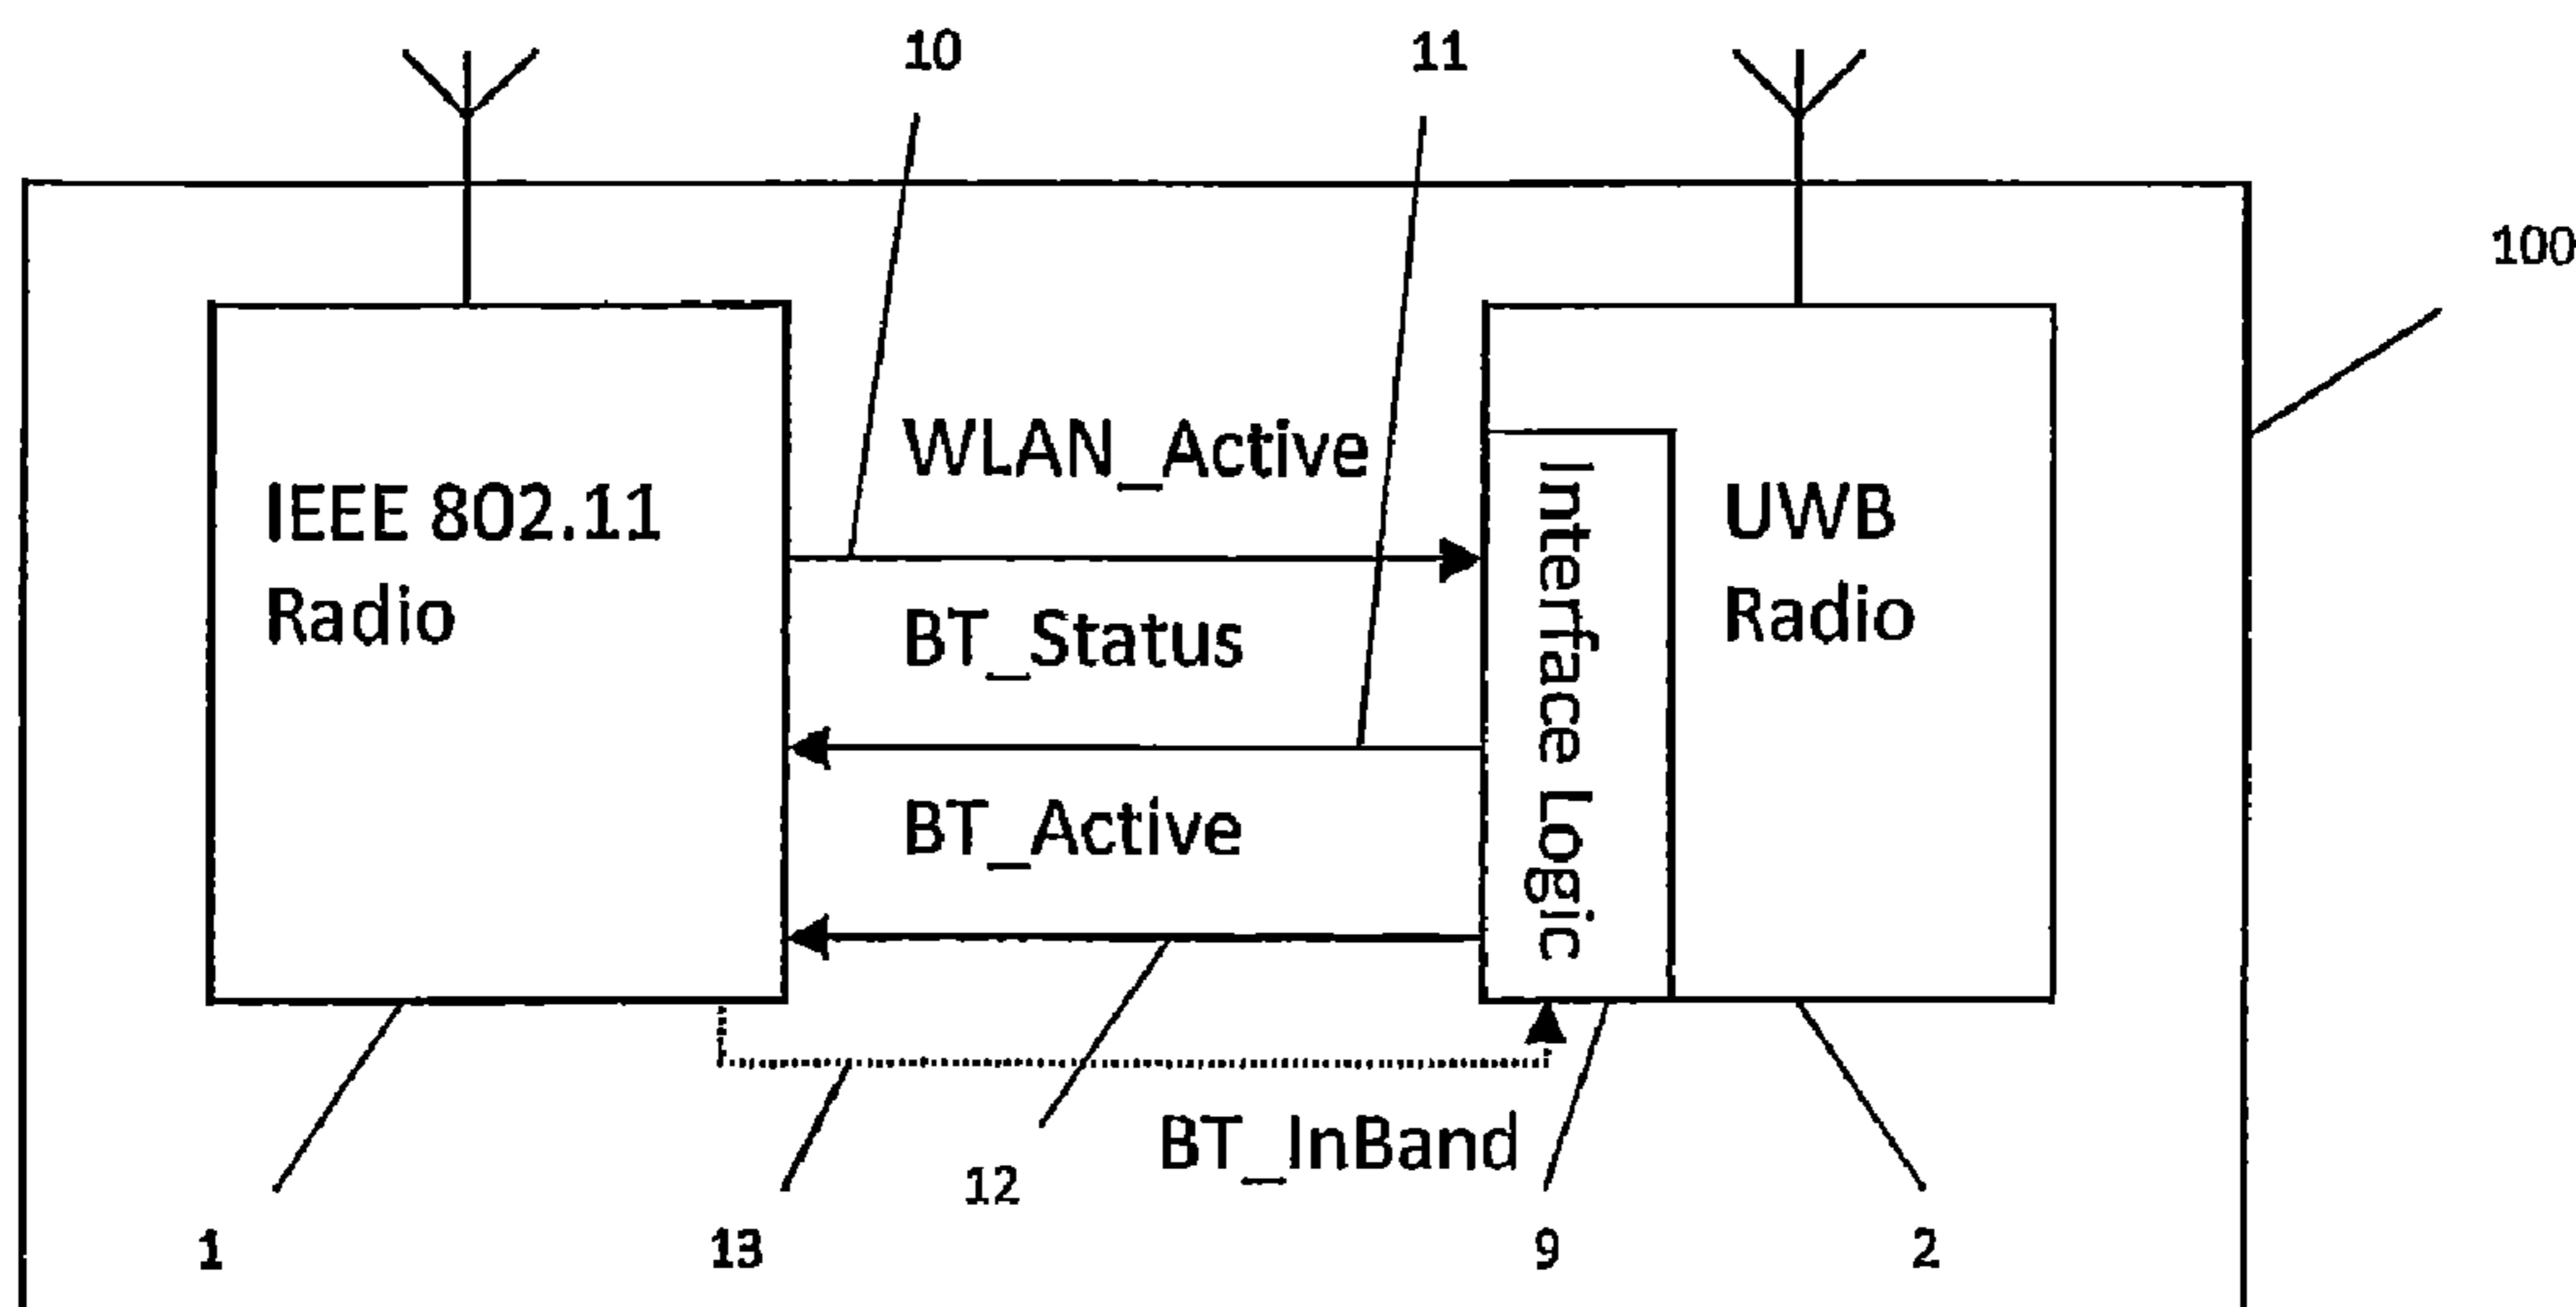 10
11
100
WLAN_Active
IEEE 802.11
Radio
UWB
Radio
Interface Logic
BT_Status
BT_Active
BT_InBand
12
1
13
9
2